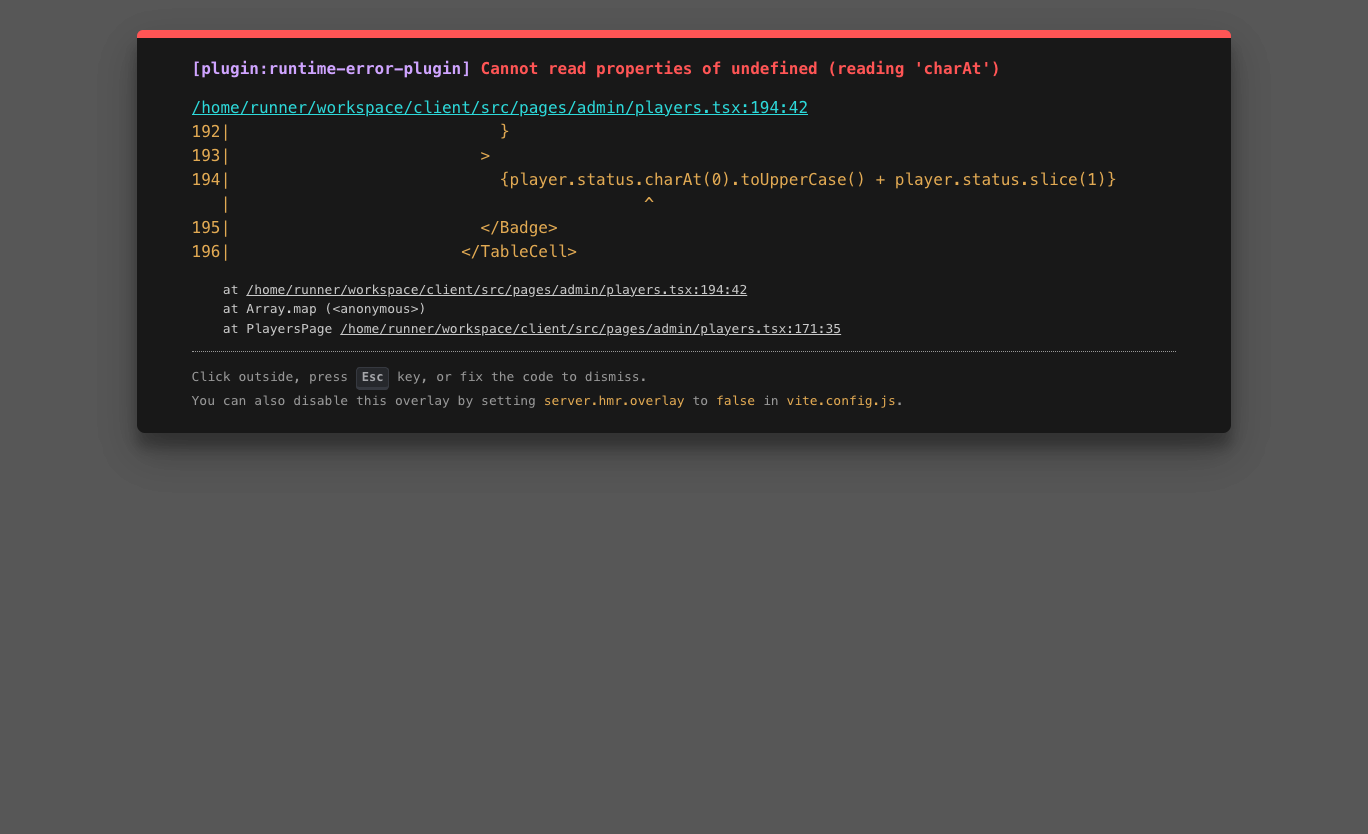 [plugin:runtime-error-plugin] Cannot read properties of undefined (reading 'charAt')
/home/runner/workspace/client/src/pages/admin/players.tsx:194:42
192|                            }
193|                          >
194|                            {player.status.charAt(0).toUpperCase() + player.status.slice(1)}
   |                                           ^
195|                          </Badge>
196|                        </TableCell>
at /home/runner/workspace/client/src/pages/admin/players.tsx:194:42
at Array.map (<anonymous>)
at PlayersPage /home/runner/workspace/client/src/pages/admin/players.tsx:171:35
Click outside, press Esc key, or fix the code to dismiss.
You can also disable this overlay by setting server.hmr.overlay to false in vite.config.js.